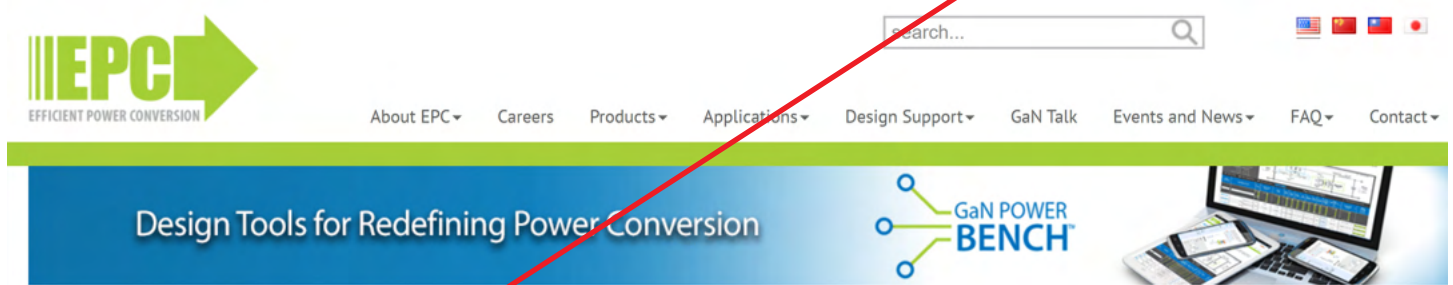 search...
EPC
EFFICIENT POWER CONVERSION
About EPC Careers Products Applications Design Support GaN Talk Events and News FAQ Contact
Design Tools for Redefining Power Conversion
GaN POWER
BENCH™